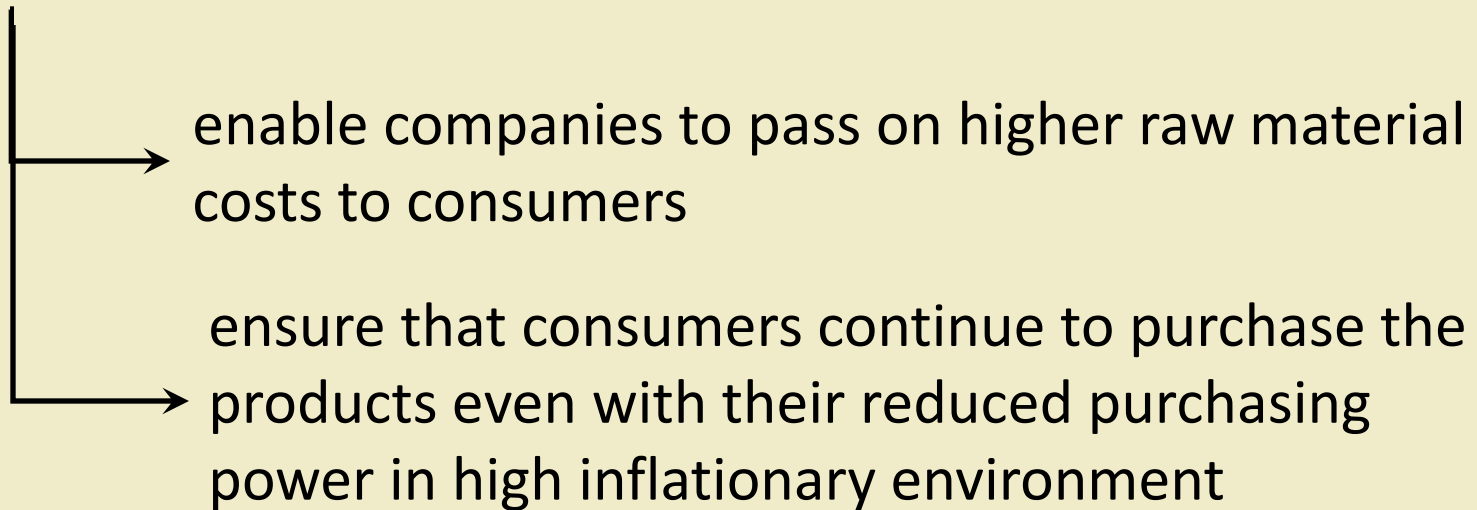 enable companies to pass on higher raw material
costs to consumers
ensure that consumers continue to purchase the
products even with their reduced purchasing
power in high inflationary environment